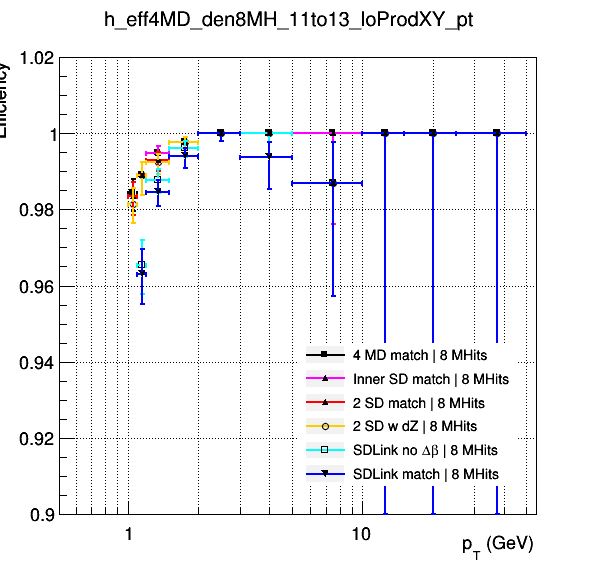 h_eff4MD_den8MH_11to13_loProdXY_pt
Efficiency
1.02
1
0.98
0.96
0.94
0.92
0.9
4 MD match | 8 MHits
Inner SD match | 8 MHits
2 SD match | 8 MHits
2 SD w dZ | 8 MHits
SDLink no Δβ | 8 MHits
SDLink match | 8 MHits
1
10
p_T (GeV)